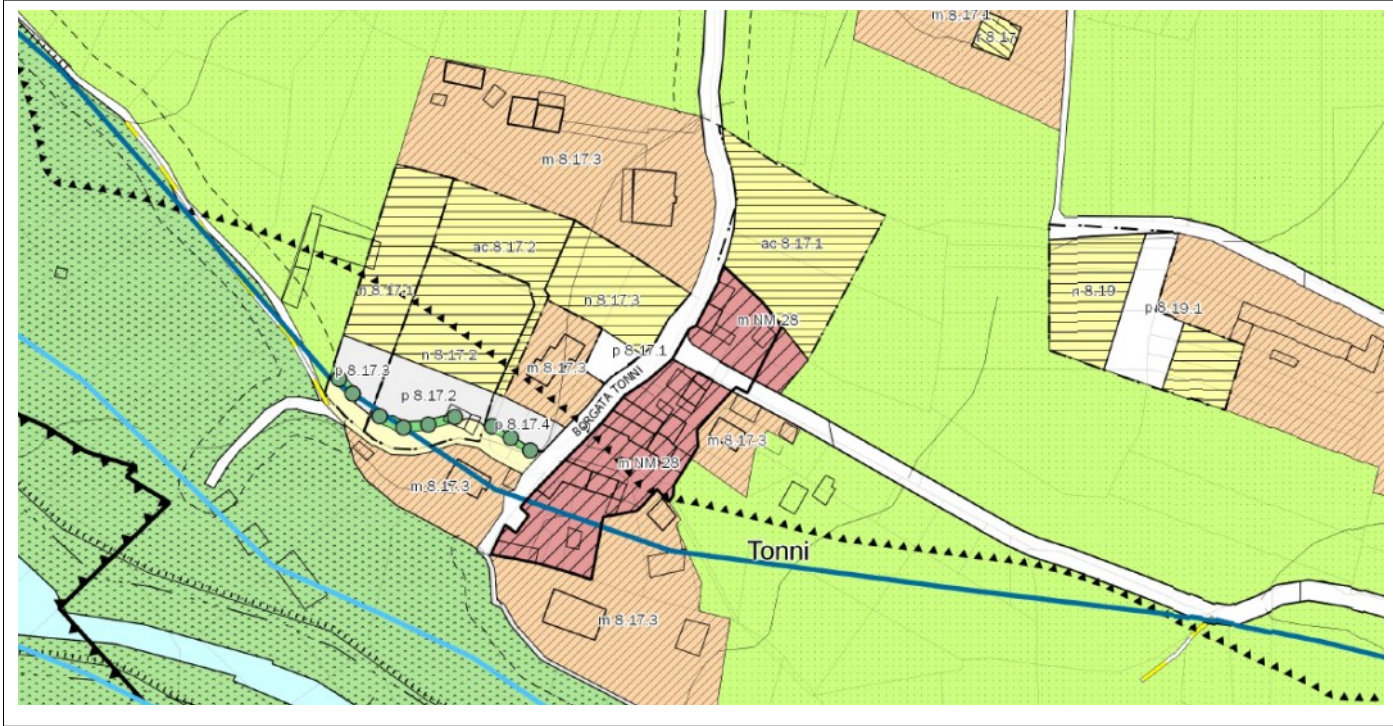 m 8.17.1
r 8.17
m 8.17.3
ac 8.17.2
ac 8.17.1
n 8.17.1
n 8.17.3
n 8.19
p 8.19.1
m NM 28
p 8.17.1
n 8.17.2
m 8.17.3
p 8.17.3
p 8.17.2
p 8.17.4
BORGATA TONNI
m 8.17.3
m NM 28
m 8.17.3
Tonni
m 8.17.3